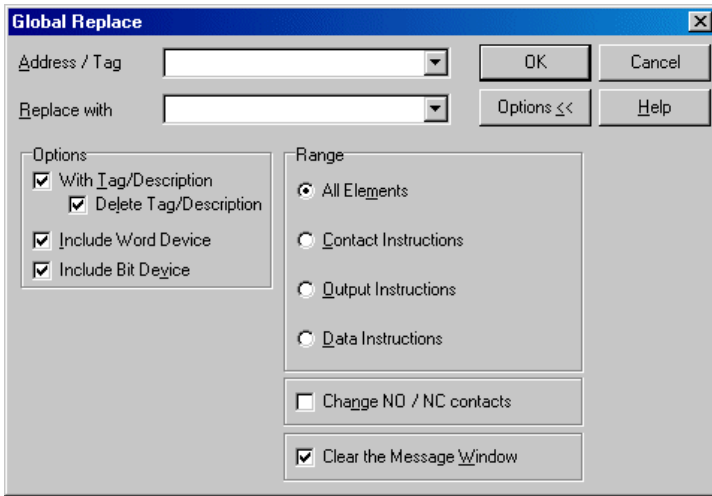 Global Replace
Address / Tag
OK
Cancel
Replace with
Options <<
Help
Options
With Tag/Description
Delete Tag/Description
Include Word Device
Include Bit Device
Range
All Elements
Contact Instructions
Output Instructions
Data Instructions
Change NO / NC contacts
Clear the Message Window